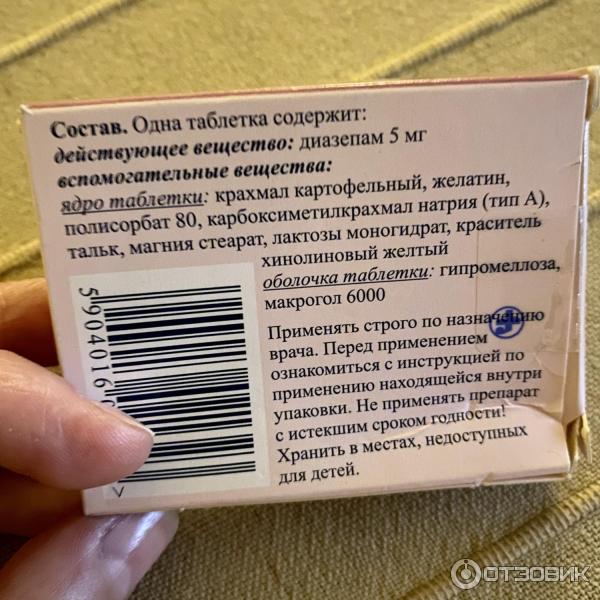 Состав. Одна таблетка содержит:
действующее вещество: диазепам 5 мг
вспомогательные вещества:
ядро таблетки: крахмал картофельный, желатин,
полисорбат 80, карбоксиметилкрахмал натрия (тип А),
тальк, магния стеарат, лактозы моногидрат, краситель
хинолиновый желтый
оболочка таблетки: гипромеллоза,
макрогол 6000
Применять строго по назначению
врача. Перед применением
ознакомиться с инструкцией по
применению находящейся внутри
упаковки. Не применять препарат
с истекшим сроком годности!
Хранить в местах, недоступных
для детей.
5
5 904016
>
ОТЗОВИК